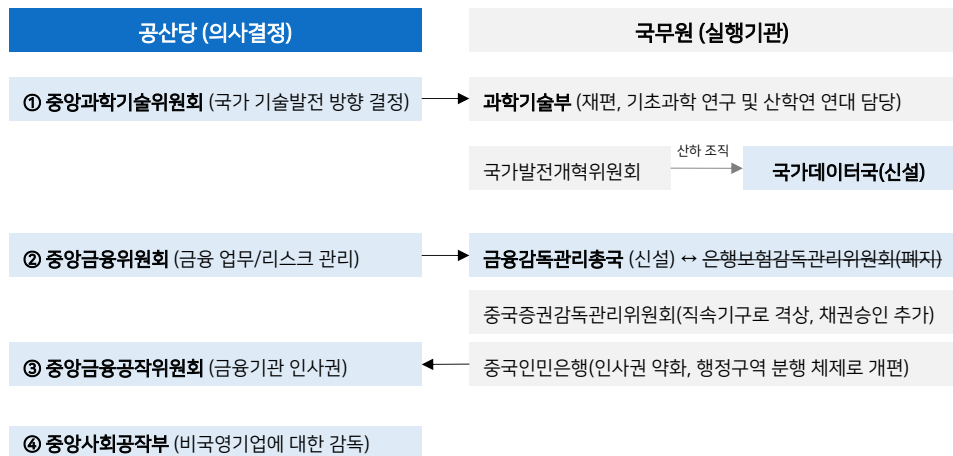 공산당 (의사결정)
국무원 (실행기관)
① 중앙과학기술위원회 (국가 기술발전 방향 결정)
과학기술부 (재편, 기초과학 연구 및 산학연 연대 담당)
국가발전개혁위원회
산하 조직
국가데이터국(신설)
② 중앙금융위원회 (금융 업무/리스크 관리)
금융감독관리총국 (신설) ↔ 은행보험감독관리위원회(폐지)
중국증권감독관리위원회(직속기구로 격상, 채권승인 추가)
③ 중앙금융공작위원회 (금융기관 인사권)
중국인민은행(인사권 약화, 행정구역 분행 체제로 개편)
④ 중앙사회공작부 (비국영기업에 대한 감독)